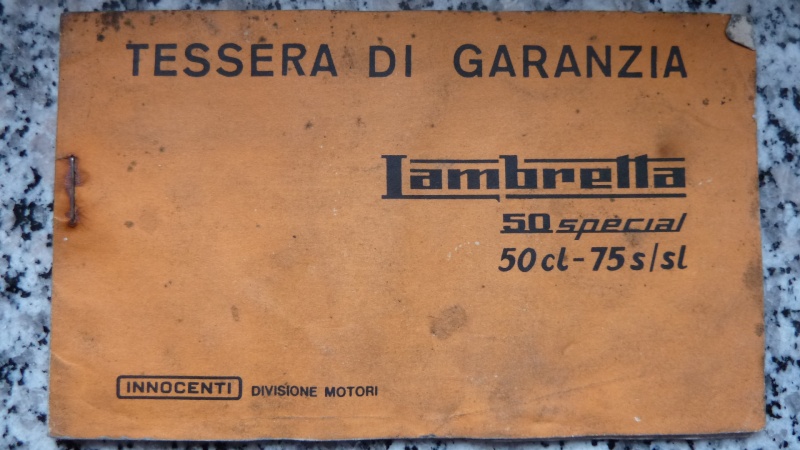 TESSERA DI GARANZIA
Lambretta
50 special
50 cl - 75 s/sl
INNOCENTI DIVISIONE MOTORI